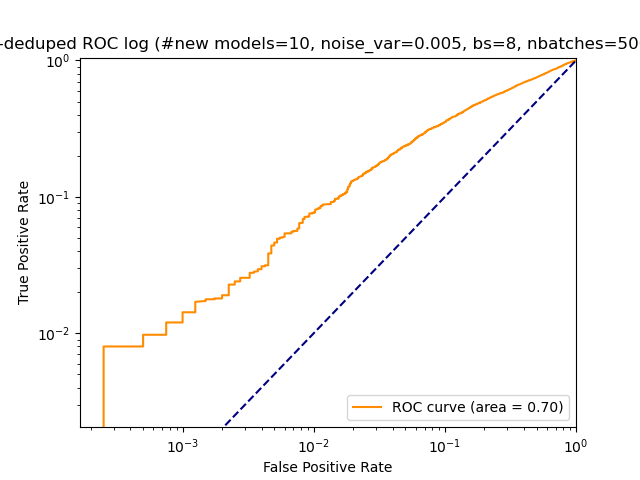 -deduped ROC log (#new models=10, noise_var=0.005, bs=8, nbatches=50
10⁰
10⁻¹
10⁻²
True Positive Rate
10⁻³
10⁻²
10⁻¹
10⁰
False Positive Rate
ROC curve (area = 0.70)